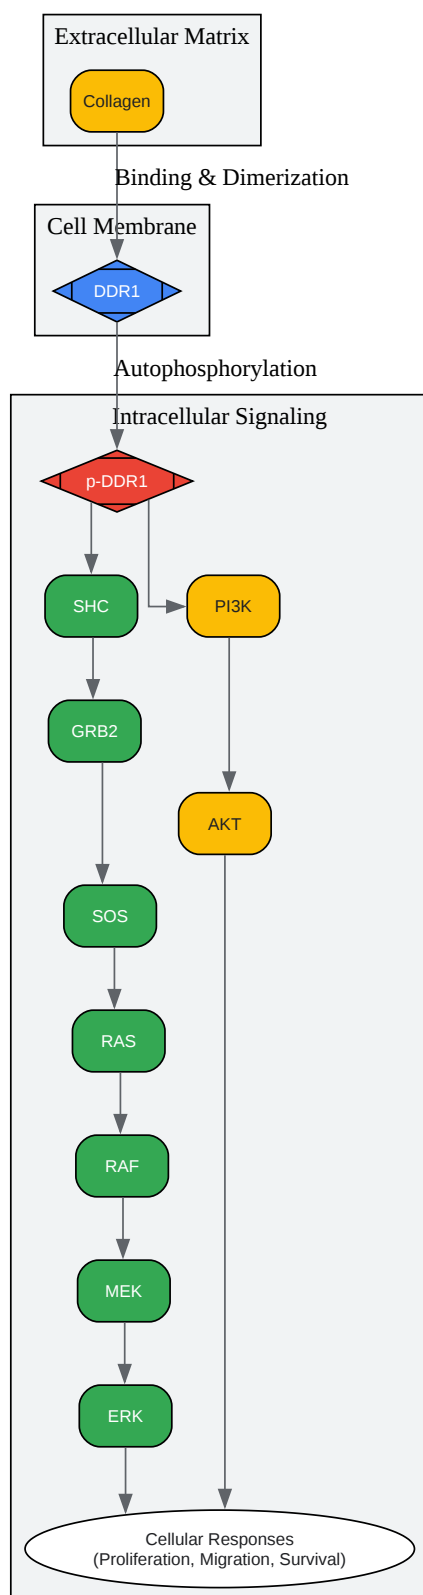 Extracellular Matrix
Collagen
Binding & Dimerization
Cell Membrane
DDR1
Autophosphorylation
Intracellular Signaling
p-DDR1
SHC
PI3K
GRB2
AKT
SOS
RAS
RAF
MEK
ERK
Cellular Responses
(Proliferation, Migration, Survival)